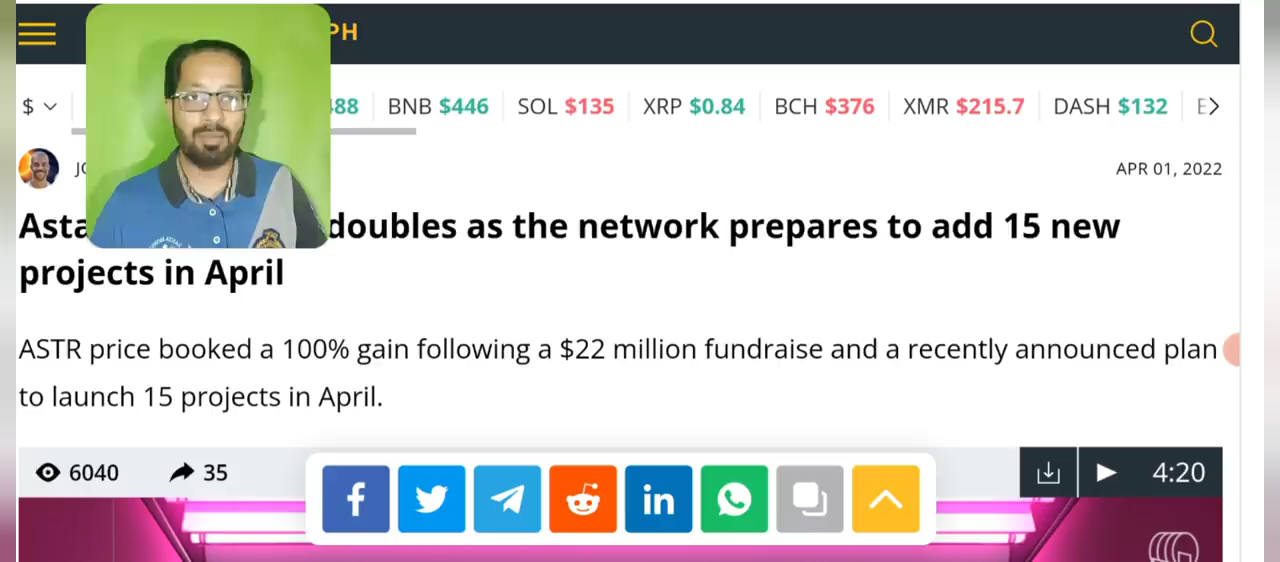 PH
$ 488 BNB $446 SOL $135 XRP $0.84 BCH $376 XMR $215.7 DASH $132
APR 01, 2022
doubles as the network prepares to add 15 new
projects in April
ASTR price booked a 100% gain following a $22 million fundraise and a recently announced plan
to launch 15 projects in April.
6040 35 4:20